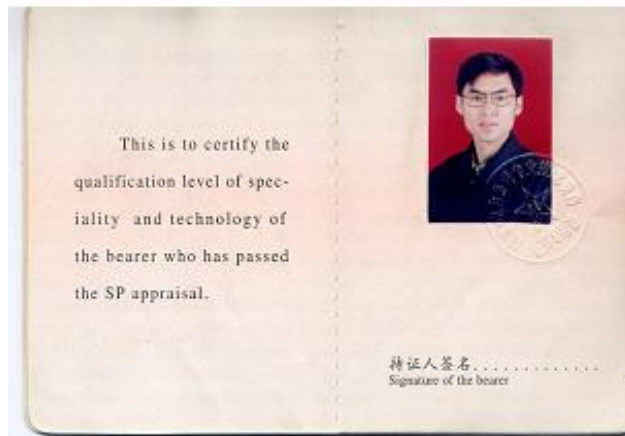 This is to certify the
qualification level of spec-
iality and technology of
the bearer who has passed
the SP appraisal.
持证人签名.............
Signature of the bearer